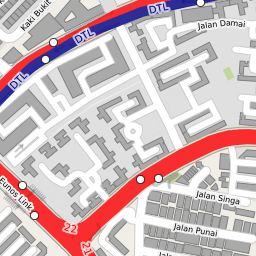 Kaki Bukit
DTL
Jalan Damai
DTL
DTL
Eunos Link
22
21
Jalan Singa
Jalan Punai